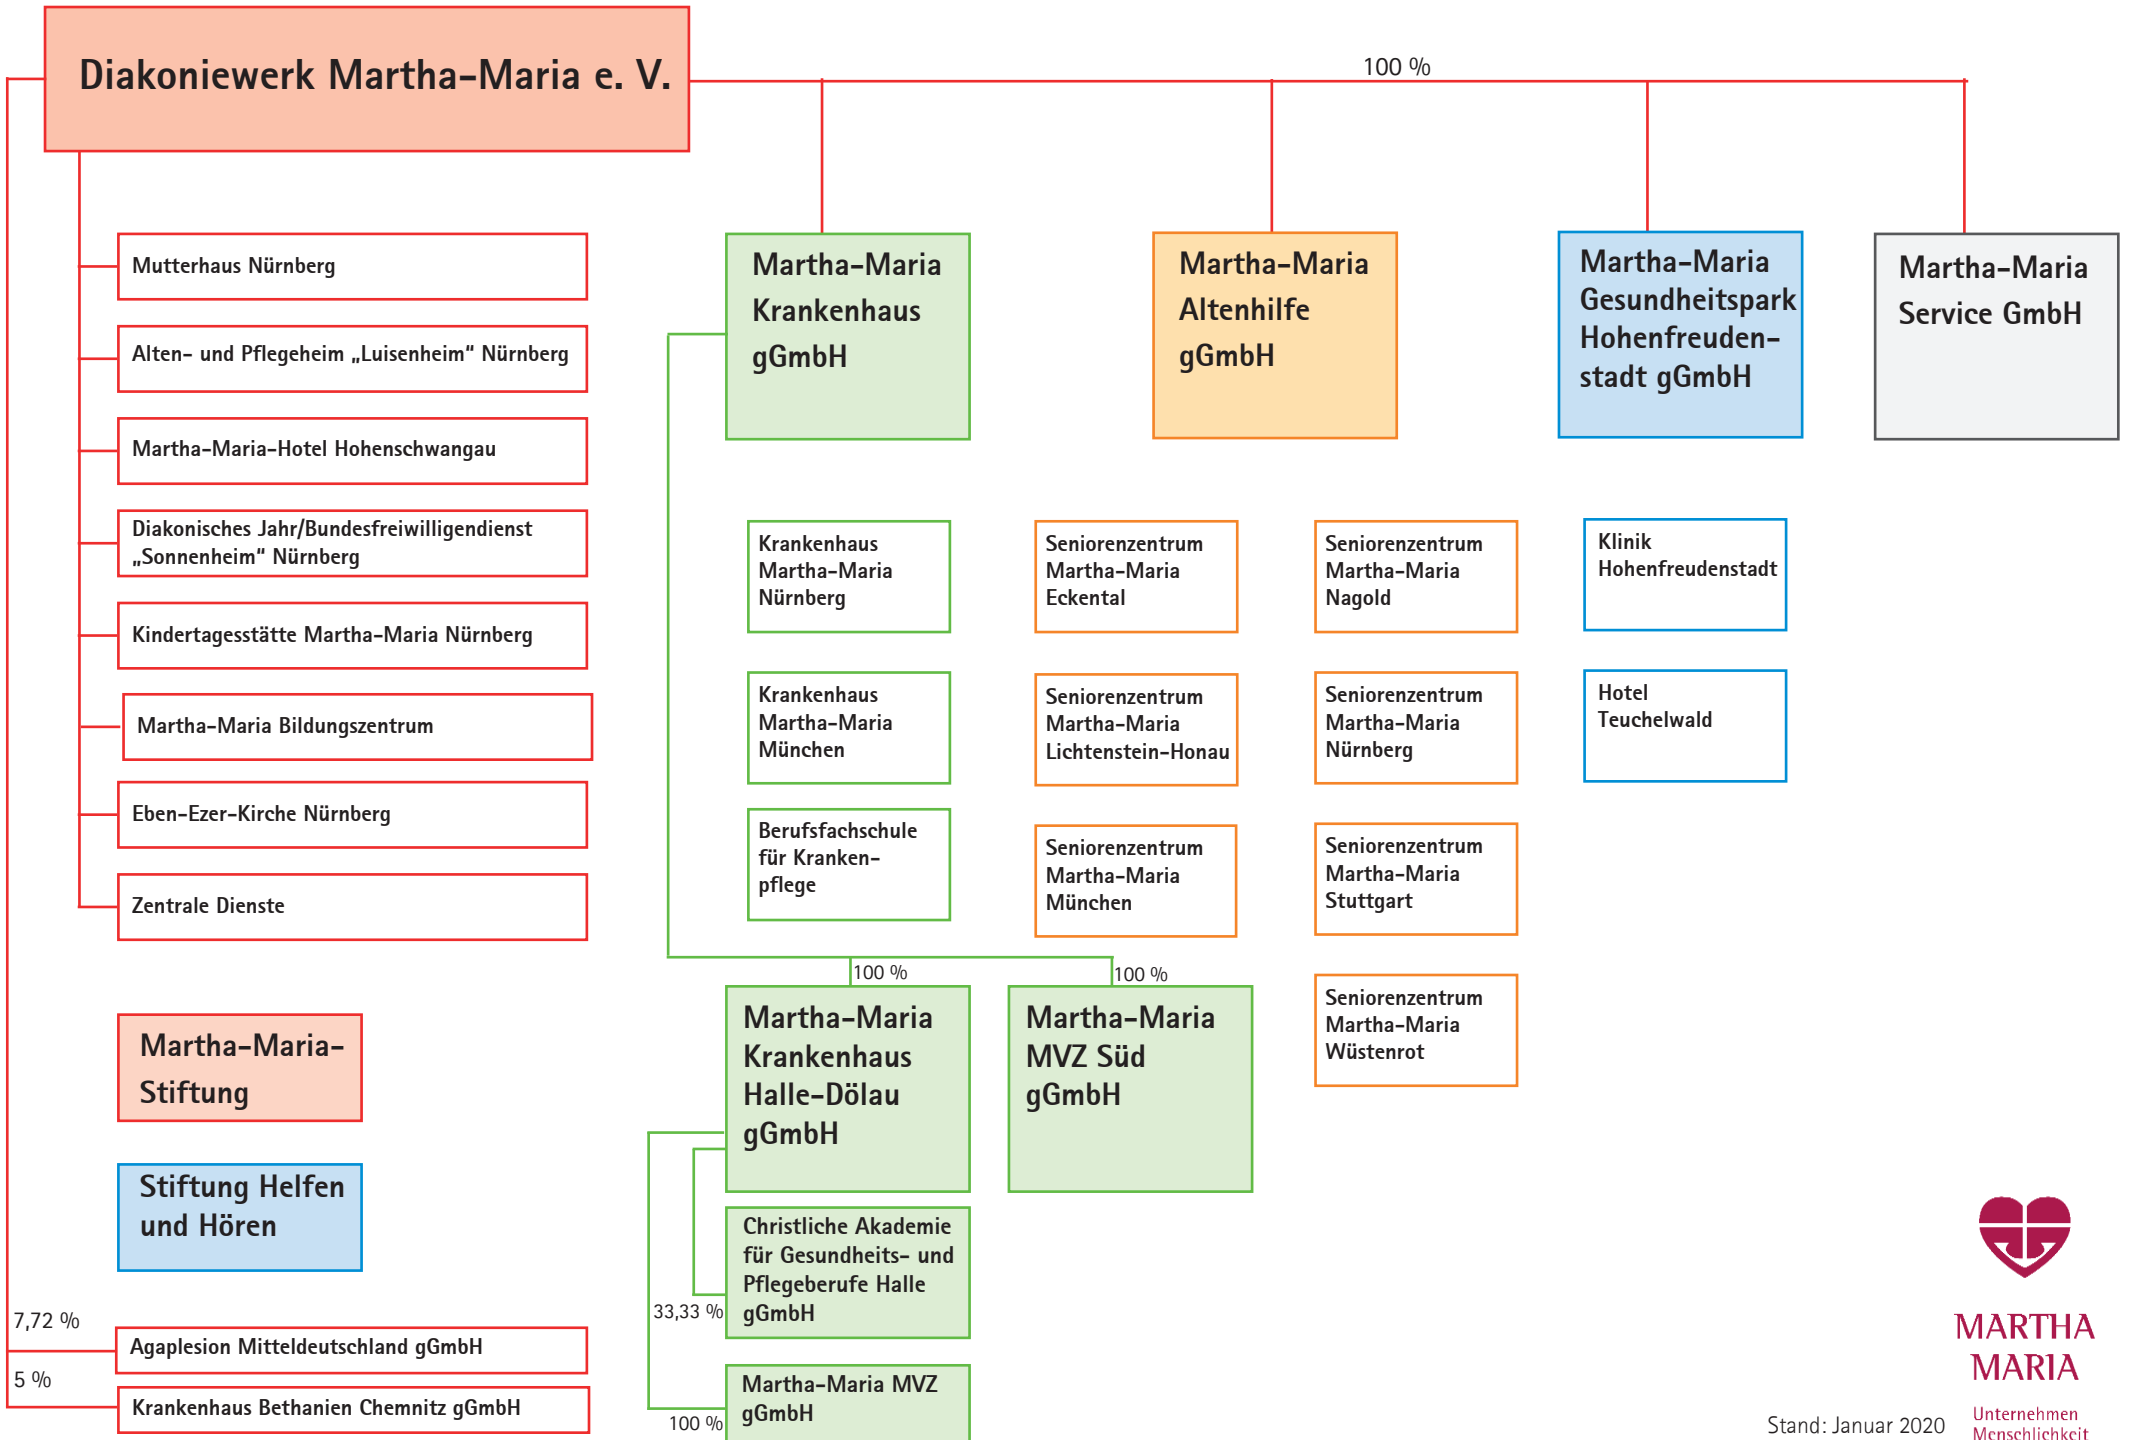 Diakoniewerk Martha-Maria e. V.
100 %
Mutterhaus Nürnberg
Alten- und Pflegeheim „Luisenheim“ Nürnberg
Martha-Maria-Hotel Hohenschwangau
Diakonisches Jahr/Bundesfreiwilligendienst
„Sonnenheim“ Nürnberg
Kindertagesstätte Martha-Maria Nürnberg
Martha-Maria Bildungszentrum
Eben-Ezer-Kirche Nürnberg
Zentrale Dienste
Martha-Maria-
Stiftung
Stiftung Helfen
und Hören
7,72 %
Agaplesion Mitteldeutschland gGmbH
5 %
Krankenhaus Bethanien Chemnitz gGmbH
Martha-Maria
Krankenhaus
gGmbH
Krankenhaus
Martha-Maria
Nürnberg
Krankenhaus
Martha-Maria
München
Berufsfachschule
für Kranken-
pflege
100 %
Martha-Maria
Krankenhaus
Halle-Dölau
gGmbH
100 %
Martha-Maria
MVZ Süd
gGmbH
33,33 %
Christliche Akademie
für Gesundheits- und
Pflegeberufe Halle
gGmbH
100 %
Martha-Maria MVZ
gGmbH
Martha-Maria
Altenhilfe
gGmbH
Seniorenzentrum
Martha-Maria
Eckental
Seniorenzentrum
Martha-Maria
Lichtenstein-Honau
Seniorenzentrum
Martha-Maria
München
Seniorenzentrum
Martha-Maria
Nagold
Seniorenzentrum
Martha-Maria
Nürnberg
Seniorenzentrum
Martha-Maria
Stuttgart
Seniorenzentrum
Martha-Maria
Wüstenrot
Martha-Maria
Gesundheitspark
Hohenfreuden-
stadt gGmbH
Klinik
Hohenfreudenstadt
Hotel
Teuchelwald
Martha-Maria
Service GmbH
MARTHA
MARIA
Unternehmen
Menschlichkeit
Stand: Januar 2020